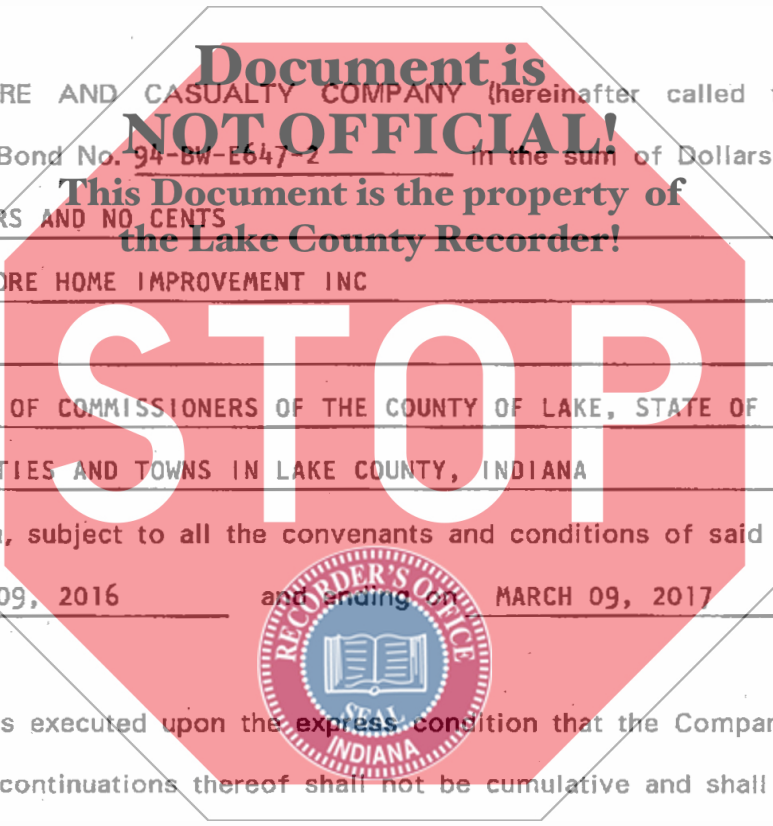 Document is
RE AND CASUALTY COMPANY (hereinafter called
NOT OFFICIAL!
Bond No. 94-BW-E647-2 in the sum of Dollars
This Document is the property of
RS AND NO CENTS
the Lake County Recorder!
ORE HOME IMPROVEMENT INC
STOP
OF COMMISSIONERS OF THE COUNTY OF LAKE, STATE OF
TIES AND TOWNS IN LAKE COUNTY, INDIANA
, subject to all the convenants and conditions of said
09, 2016 and ending on MARCH 09, 2017
RECORDER'S OFFICE
SEAL
INDIANA
s executed upon the express condition that the Compan
continuations thereof shall not be cumulative and shall